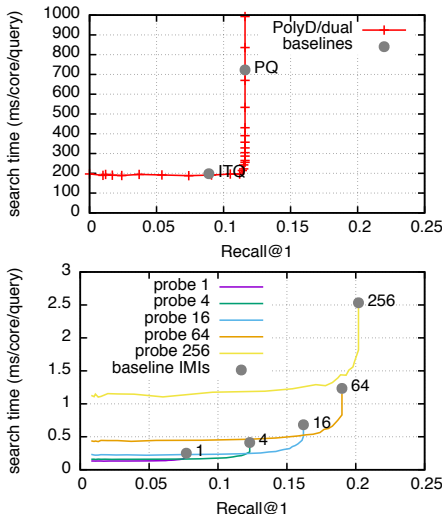 1000
900
800
700
600
500
400
300
200
100
0
search time (ms/core/query)
PolyD/dual
baselines
PQ
ITQ
0 0.05 0.1 0.15 0.2 0.25
Recall@1
3
2.5
2
1.5
1
0.5
0
search time (ms/core/query)
probe 1
probe 4
probe 16
probe 64
probe 256
baseline IMIs
256
64
16
4
1
0 0.05 0.1 0.15 0.2 0.25
Recall@1